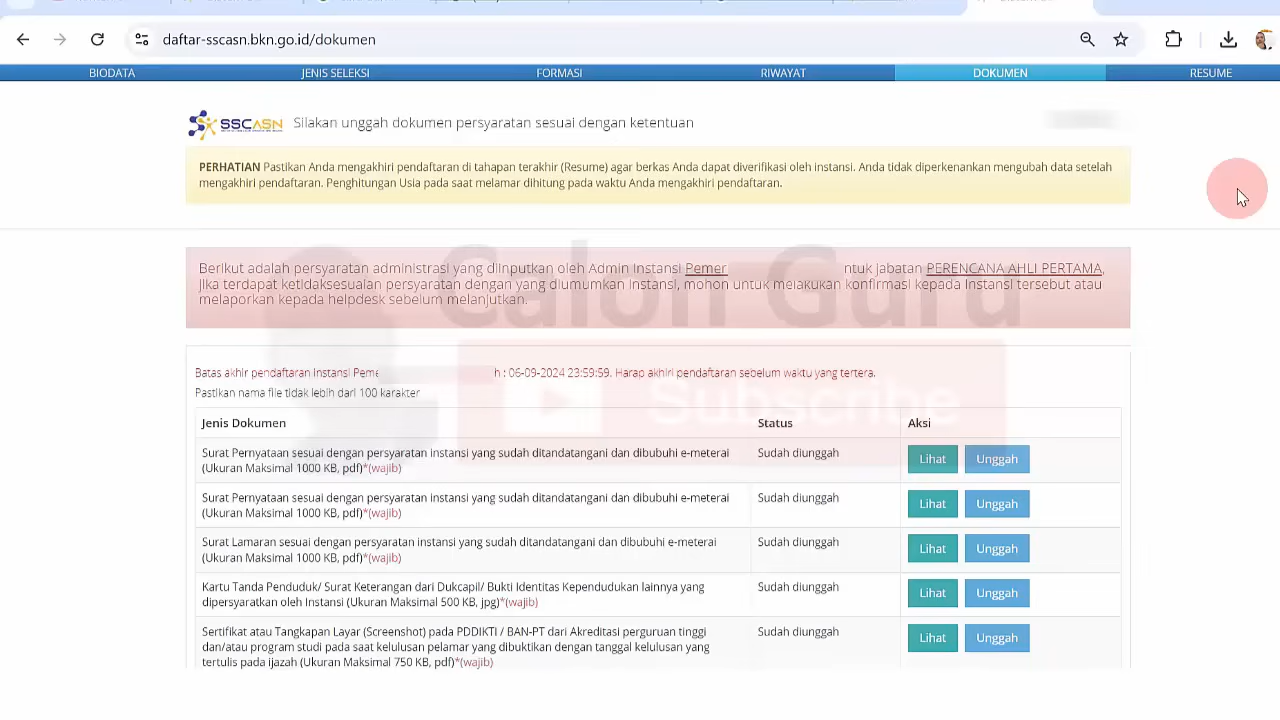 daftar-sscasn.bkn.go.id/dokumen
BIODATA JENIS SELEKSI FORMASI RIWAYAT DOKUMEN RESUME
SSCASN Silakan unggah dokumen persyaratan sesuai dengan ketentuan
PERHATIAN Pastikan Anda mengakhiri pendaftaran di tahapan terakhir (Resume) agar berkas Anda dapat diverifikasi oleh instansi. Anda tidak diperkenankan mengubah data setelah
mengakhiri pendaftaran. Penghitungan Usia pada saat melamar dihitung pada waktu Anda mengakhiri pendaftaran.
Berikut adalah persyaratan administrasi yang diinputkan oleh Admin Instansi Pemer ntuk jabatan PERENCANA AHLI PERTAMA,
Jika terdapat ketidaksesuaian persyaratan dengan yang diumumkan Instansi, mohon untuk melakukan konfirmasi kepada Instansi tersebut atau
melaporkan kepada helpdesk sebelum melanjutkan.
Calon Guru
Batas akhir pendaftaran Instansi Peme h : 06-09-2024 23:59:59. Harap akhiri pendaftaran sebelum waktu yang tertera.
Pastikan nama file tidak lebih dari 100 karakter
Subscribe
Jenis Dokumen Status Aksi
Surat Pernyataan sesuai dengan persyaratan instansi yang sudah ditandatangani dan dibubuhi e-meterai Sudah diunggah Lihat Unggah
(Ukuran Maksimal 1000 KB, pdf)*(wajib)
Surat Pernyataan sesuai dengan persyaratan instansi yang sudah ditandatangani dan dibubuhi e-meterai Sudah diunggah Lihat Unggah
(Ukuran Maksimal 1000 KB, pdf)*(wajib)
Surat Lamaran sesuai dengan persyaratan instansi yang sudah ditandatangani dan dibubuhi e-meterai Sudah diunggah Lihat Unggah
(Ukuran Maksimal 1000 KB, pdf)*(wajib)
Kartu Tanda Penduduk/ Surat Keterangan dari Dukcapil/ Bukti Identitas Kependudukan lainnya yang Sudah diunggah Lihat Unggah
dipersyaratkan oleh Instansi (Ukuran Maksimal 500 KB, jpg)*(wajib)
Sertifikat atau Tangkapan Layar (Screenshot) pada PDDIKTI / BAN-PT dari Akreditasi perguruan tinggi Sudah diunggah Lihat Unggah
dan/atau program studi pada saat kelulusan pelamar yang dibuktikan dengan tanggal kelulusan yang
tertulis pada ijazah (Ukuran Maksimal 750 KB, pdf)*(wajib)